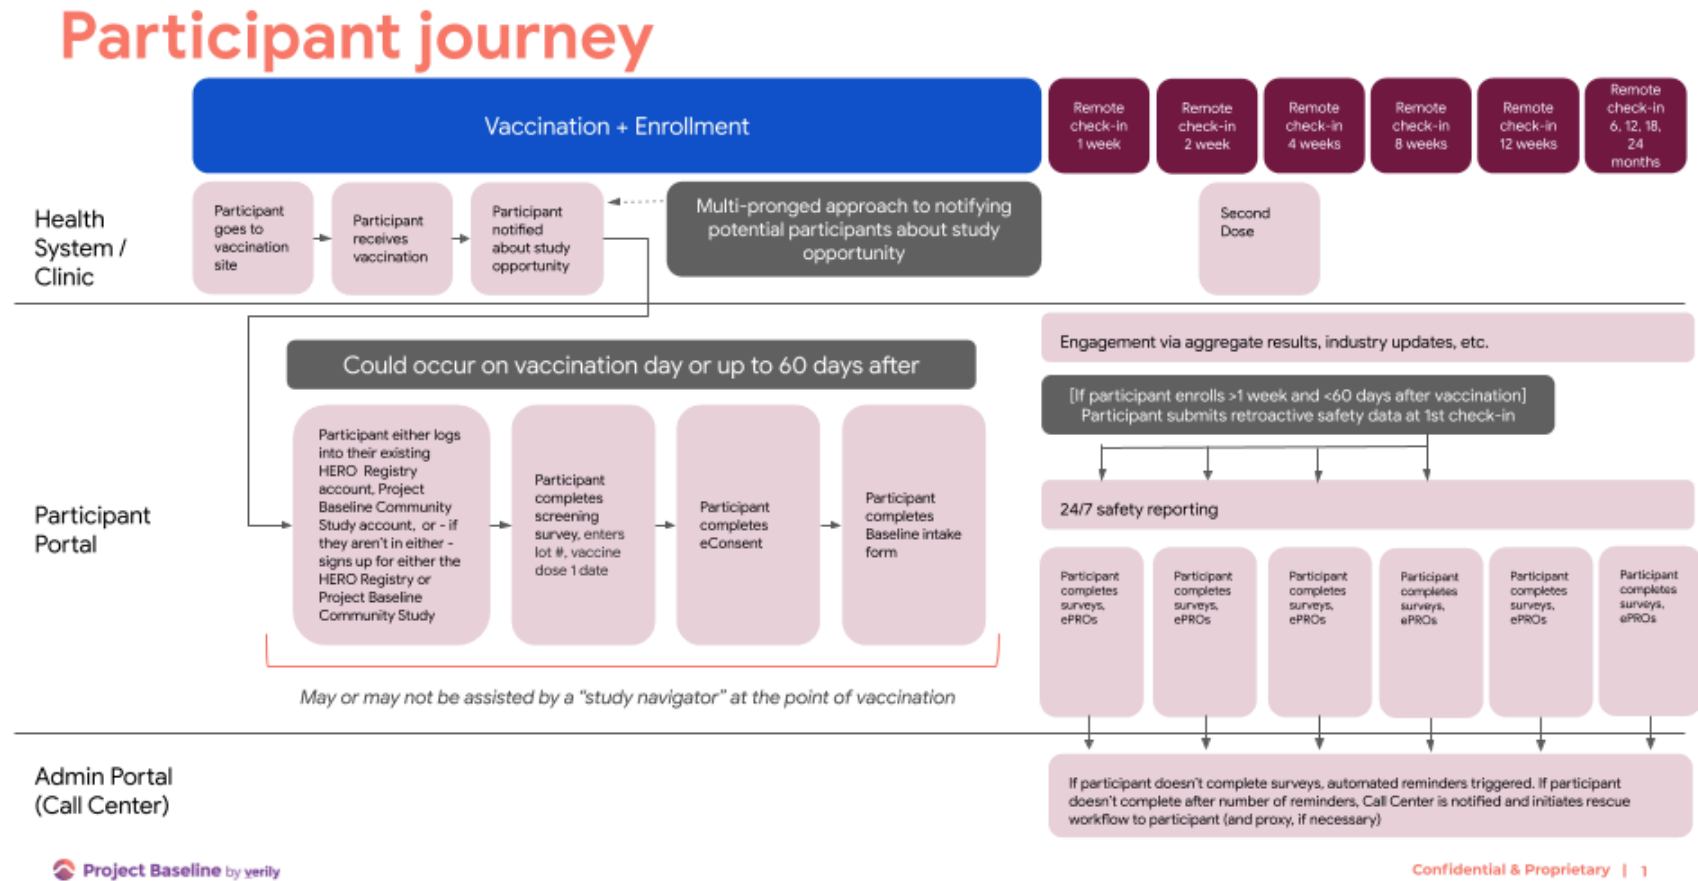 Participant journey
Vaccination + Enrollment
Remote
check-in
1 week
Remote
check-in
2 week
Remote
check-in
4 weeks
Remote
check-in
8 weeks
Remote
check-in
12 weeks
Remote
check-in
6, 12, 18,
24
months
Health
System /
Clinic
Participant
goes to
vaccination
site
Participant
receives
vaccination
Participant
notified
about study
opportunity
Multi-pronged approach to notifying
potential participants about study
opportunity
Second
Dose
Participant
Portal
Could occur on vaccination day or up to 60 days after
Participant either logs
into their existing
HERO Registry
account, Project
Baseline Community
Study account, or - if
they aren't in either -
signs up for either the
HERO Registry or
Project Baseline
Community Study
Participant
completes
screening
survey, enters
lot #, vaccine
dose 1 date
Participant
completes
eConsent
Participant
completes
Baseline intake
form
May or may not be assisted by a "study navigator" at the point of vaccination
Engagement via aggregate results, industry updates, etc.
[If participant enrolls >1 week and <60 days after vaccination]
Participant submits retroactive safety data at 1st check-in
24/7 safety reporting
Participant
completes
surveys,
ePROs
Participant
completes
surveys,
ePROs
Participant
completes
surveys,
ePROs
Participant
completes
surveys,
ePROs
Participant
completes
surveys,
ePROs
Participant
completes
surveys,
ePROs
Admin Portal
(Call Center)
If participant doesn't complete surveys, automated reminders triggered. If participant
doesn't complete after number of reminders, Call Center is notified and initiates rescue
workflow to participant (and proxy, if necessary)
Project Baseline by verily
Confidential & Proprietary | 1